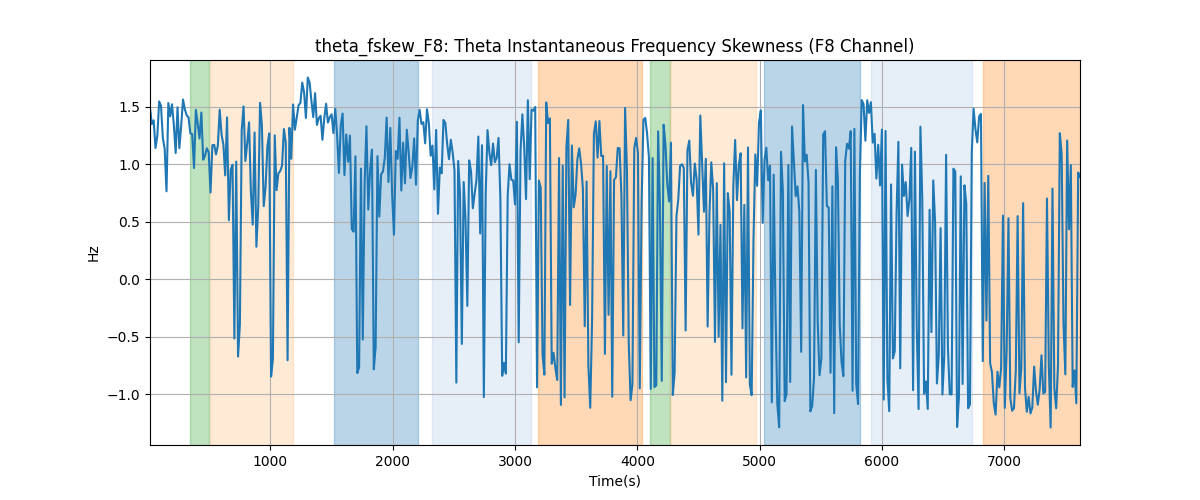 theta_fskew_F8: Theta Instantaneous Frequency Skewness (F8 Channel)
1.5
1.0
0.5
0.0
−0.5
−1.0
Hz
1000 2000 3000 4000 5000 6000 7000
Time(s)